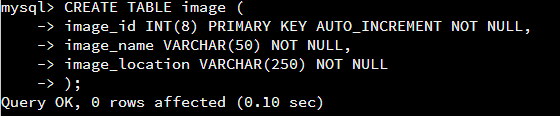 mysql> CREATE TABLE image (
    -> image_id INT(8) PRIMARY KEY AUTO_INCREMENT NOT NULL,
    -> image_name VARCHAR(50) NOT NULL,
    -> image_location VARCHAR(250) NOT NULL
    -> );
Query OK, 0 rows affected (0.10 sec)